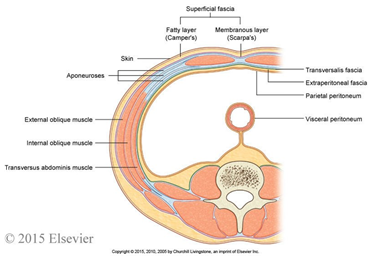 Superficial fascia
Fatty layer
(Camper's)
Membranous layer
(Scarpa's)
Skin
Aponeuroses
Transversalis fascia
Extraperitoneal fascia
Parietal peritoneum
External oblique muscle
Visceral peritoneum
Internal oblique muscle
Transversus abdominis muscle
© 2015 Elsevier
Copyright © 2015, 2010, 2005 by Churchill Livingstone, an imprint of Elsevier Inc.